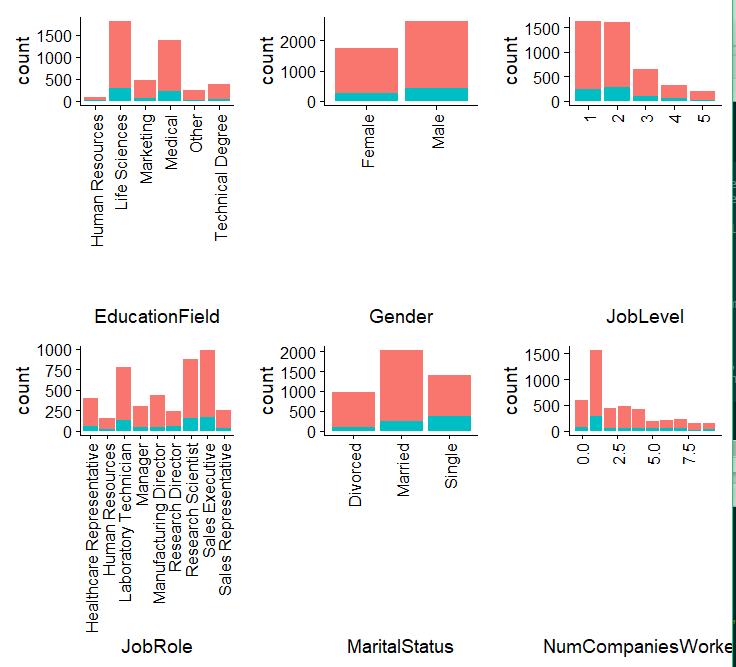 count
1500
1000
500
0
Human Resources
Life Sciences
Marketing
Medical
Other
Technical Degree
EducationField
count
2000
1000
0
Female
Male
Gender
count
1500
1000
500
0
1
2
3
4
5
JobLevel
count
1000
750
500
250
0
Healthcare Representative
Human Resources
Laboratory Technician
Manager
Manufacturing Director
Research Director
Research Scientist
Sales Executive
Sales Representative
JobRole
count
2000
1500
1000
500
0
Divorced
Married
Single
MaritalStatus
count
1500
1000
500
0
0.0
2.5
5.0
7.5
NumCompaniesWorke